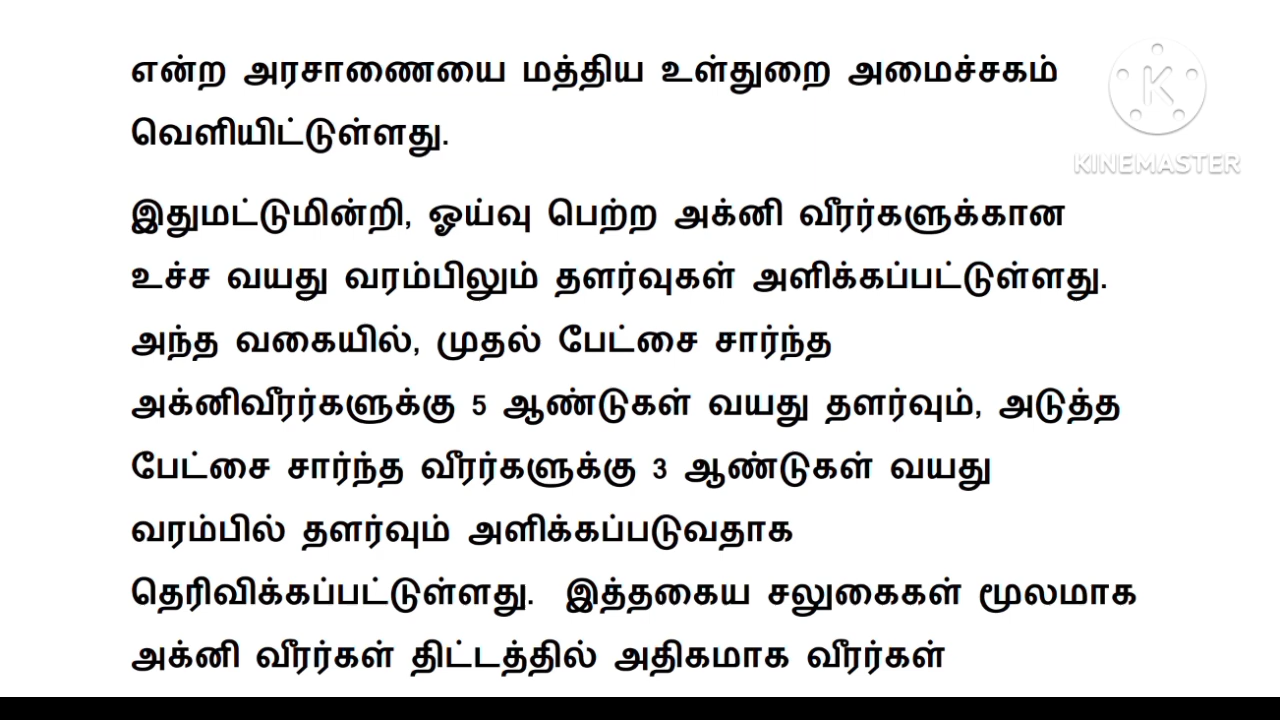 என்ற அரசாணையை மத்திய உள்துறை அமைச்சகம்
வெளியிட்டுள்ளது.
இதுமட்டுமின்றி, ஓய்வு பெற்ற அக்னி வீரர்களுக்கான
உச்ச வயது வரம்பிலும் தளர்வுகள் அளிக்கப்பட்டுள்ளது.
அந்த வகையில், முதல் பேட்சை சார்ந்த
அக்னிவீரர்களுக்கு 5 ஆண்டுகள் வயது தளர்வும், அடுத்த
பேட்சை சார்ந்த வீரர்களுக்கு 3 ஆண்டுகள் வயது
வரம்பில் தளர்வும் அளிக்கப்படுவதாக
தெரிவிக்கப்பட்டுள்ளது. இத்தகைய சலுகைகள் மூலமாக
அக்னி வீரர்கள் திட்டத்தில் அதிகமாக வீரர்கள்
K
KINEMASTER